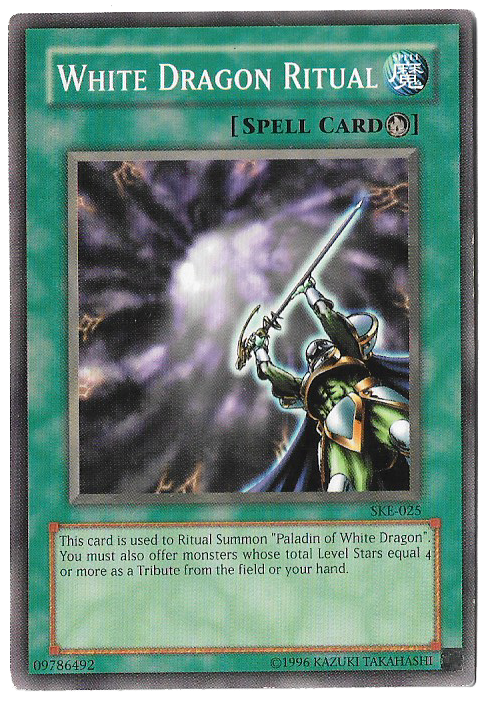 WHITE DRAGON RITUAL
SPELL
魔
[SPELL CARD]
SKE-025
This card is used to Ritual Summon "Paladin of White Dragon".
You must also offer monsters whose total Level Stars equal 4
or more as a Tribute from the field or your hand.
09786492
©1996 KAZUKI TAKAHASHI